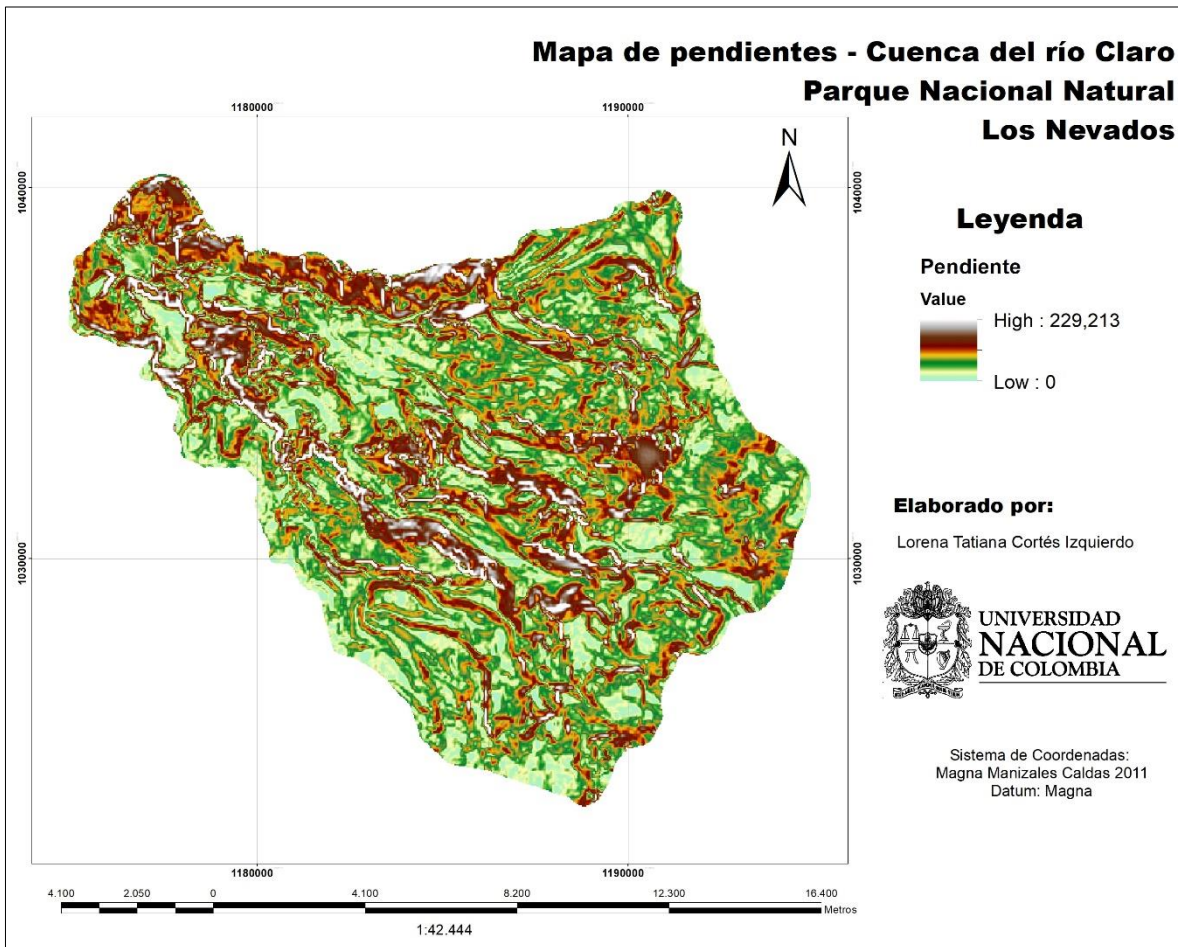 Mapa de pendientes - Cuenca del río Claro
Parque Nacional Natural
Los Nevados
1180000
1190000
N
1040000
1040000
Leyenda
Pendiente
Value
High : 229,213
Low : 0
Elaborado por:
Lorena Tatiana Cortés Izquierdo
1030000
1030000
UNIVERSIDAD
NACIONAL
DE COLOMBIA
Sistema de Coordenadas:
Magna Manizales Caldas 2011
Datum: Magna
1180000
1190000
4.100 2.050 0 4.100 8.200 12.300 16.400
Metros
1:42.444